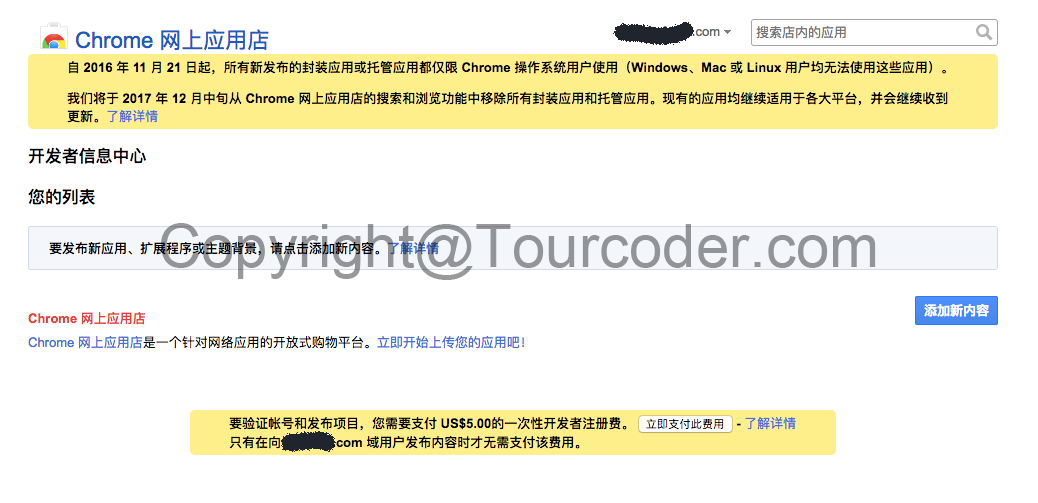 Chrome 网上应用店
.com
搜索店内的应用
自 2016 年 11 月 21 日起，所有新发布的封装应用或托管应用都仅限 Chrome 操作系统用户使用（Windows、Mac 或 Linux 用户均无法使用这些应用）。
我们将于 2017 年 12 月中旬从 Chrome 网上应用店的搜索和浏览功能中移除所有封装应用和托管应用。现有的应用均继续适用于各大平台，并会继续收到
更新。了解详情
开发者信息中心
您的列表
要发布新应用、扩展程序或主题背景，请点击添加新内容。了解详情
Copyright@Tourcoder.com
添加新内容
Chrome 网上应用店
Chrome 网上应用店是一个针对网络应用的开放式购物平台。立即开始上传您的应用吧！
要验证帐号和发布项目，您需要支付 US$5.00的一次性开发者注册费。 立即支付此费用 - 了解详情
只有在向 .com 域用户发布内容时才无需支付该费用。